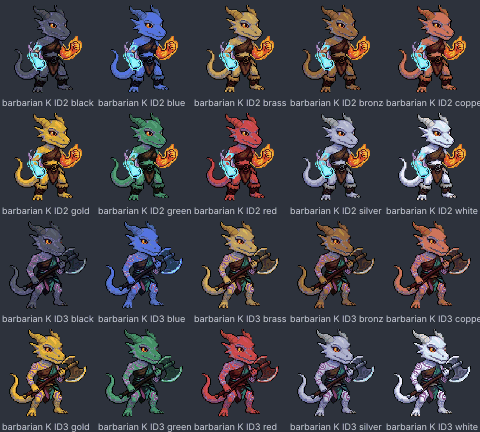 barbarian K ID2 black barbarian K ID2 blue barbarian K ID2 brass barbarian K ID2 bronz barbarian K ID2 coppe
barbarian K ID2 gold barbarian K ID2 green barbarian K ID2 red barbarian K ID2 silver barbarian K ID2 white
barbarian K ID3 black barbarian K ID3 blue barbarian K ID3 brass barbarian K ID3 bronz barbarian K ID3 coppe
barbarian K ID3 gold barbarian K ID3 green barbarian K ID3 red barbarian K ID3 silver barbarian K ID3 white